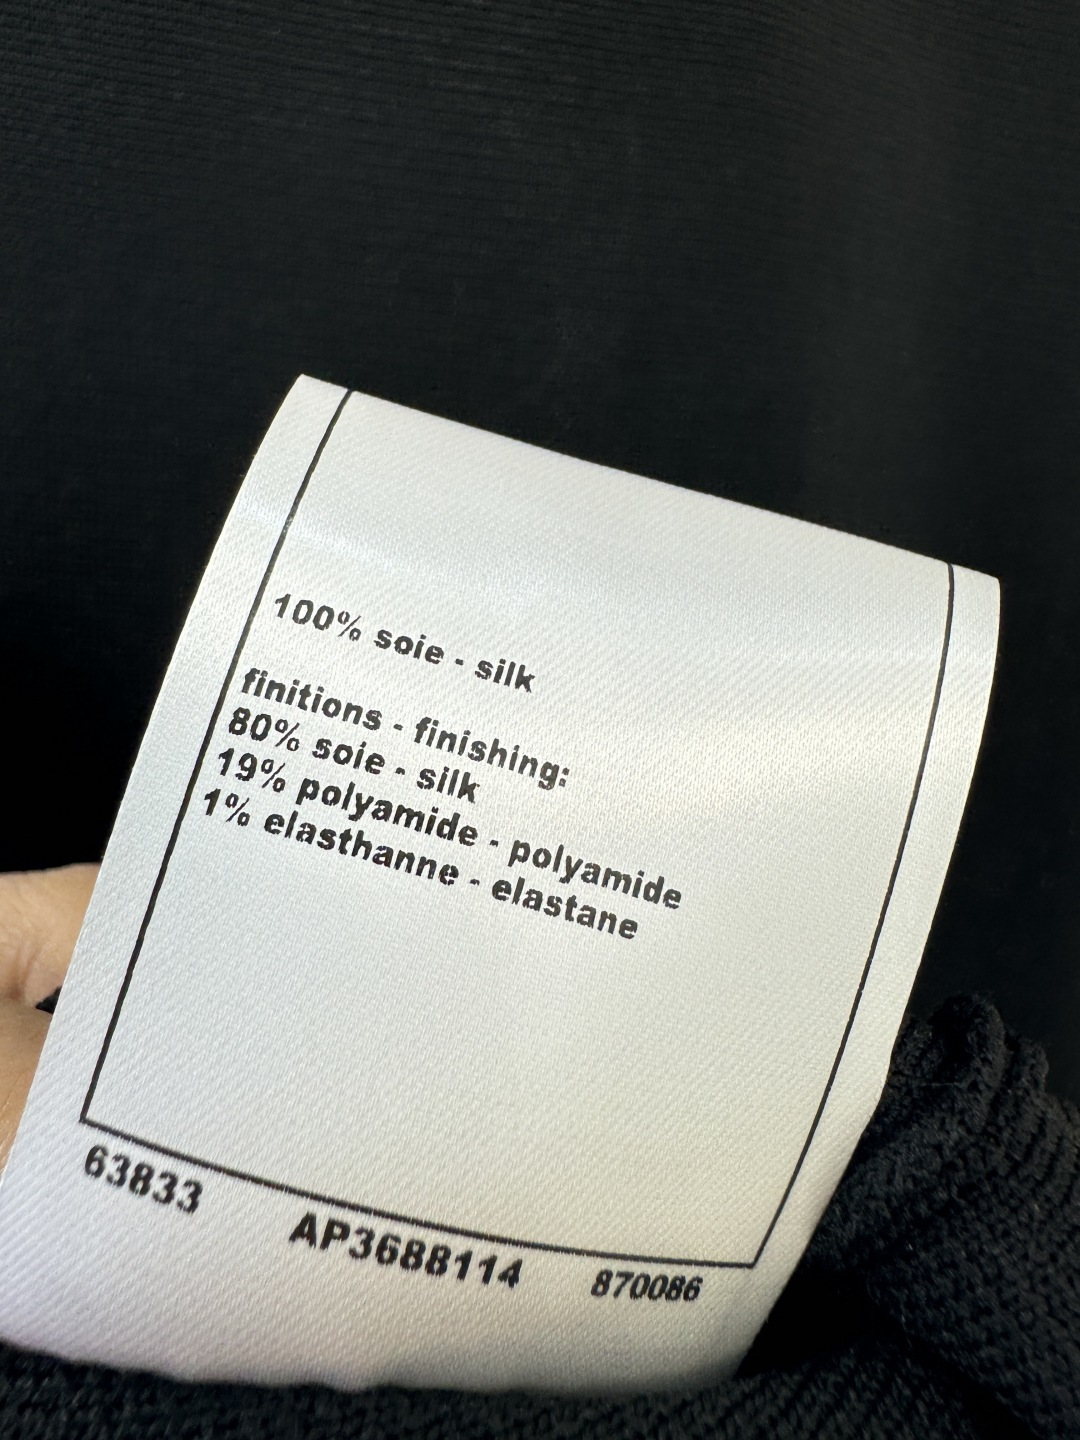 100% soie - silk
finitions - finishing:
80% soie - silk
19% polyamide - polyamide
1% elasthanne - elastane
63833 AP3688114 870086